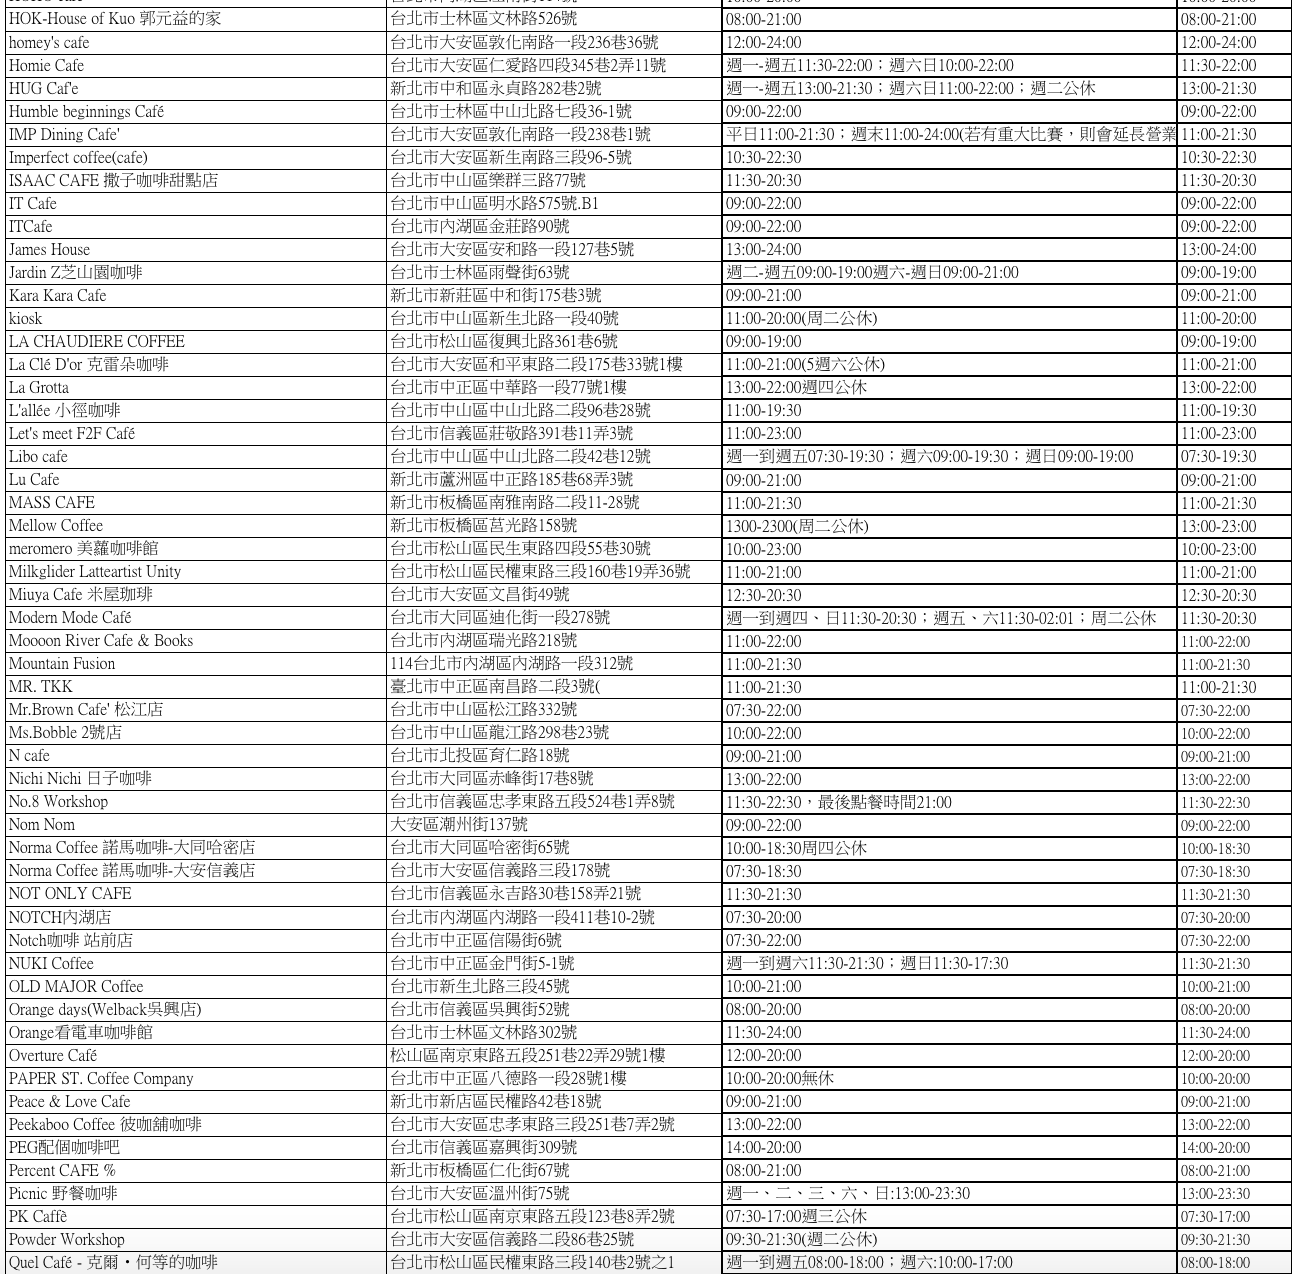 HOK-House of Kuo 郭元益的家 台北市士林區文林路526號 08:00-21:00 08:00-21:00
homey's cafe 台北市大安區敦化南路一段236巷36號 12:00-24:00 12:00-24:00
Homie Cafe 台北市大安區仁愛路四段345巷2弄11號 週一-週五11:30-22:00；週六日10:00-22:00 11:30-22:00
HUG Caf'e 新北市中和區永貞路282巷2號 週一-週五13:00-21:30；週六日11:00-22:00；週二公休 13:00-21:30
Humble beginnings Café 台北市士林區中山北路七段36-1號 09:00-22:00 09:00-22:00
IMP Dining Cafe' 台北市大安區敦化南路一段238巷1號 平日11:00-21:30；週末11:00-24:00(若有重大比賽，則會延長營業 11:00-21:30
Imperfect coffee(cafe) 台北市大安區新生南路三段96-5號 10:30-22:30 10:30-22:30
ISAAC CAFE 撒子咖啡甜點店 台北市中山區樂群三路77號 11:30-20:30 11:30-20:30
IT Cafe 台北市中山區明水路575號.B1 09:00-22:00 09:00-22:00
ITCafe 台北市內湖區金莊路90號 09:00-22:00 09:00-22:00
James House 台北市大安區安和路一段127巷5號 13:00-24:00 13:00-24:00
Jardin Z芝山園咖啡 台北市士林區雨聲街63號 週二-週五09:00-19:00週六-週日09:00-21:00 09:00-19:00
Kara Kara Cafe 新北市新莊區中和街175巷3號 09:00-21:00 09:00-21:00
kiosk 台北市中山區新生北路一段40號 11:00-20:00(周二公休) 11:00-20:00
LA CHAUDIERE COFFEE 台北市松山區復興北路361巷6號 09:00-19:00 09:00-19:00
La Clé D'or 克雷朵咖啡 台北市大安區和平東路二段175巷33號1樓 11:00-21:00(5週六公休) 11:00-21:00
La Grotta 台北市中正區中華路一段77號1樓 13:00-22:00週四公休 13:00-22:00
L'allée 小徑咖啡 台北市中山區中山北路二段96巷28號 11:00-19:30 11:00-19:30
Let's meet F2F Café 台北市信義區莊敬路391巷11弄3號 11:00-23:00 11:00-23:00
Libo cafe 台北市中山區中山北路二段42巷12號 週一到週五07:30-19:30；週六09:00-19:30；週日09:00-19:00 07:30-19:30
Lu Cafe 新北市蘆洲區中正路185巷68弄3號 09:00-21:00 09:00-21:00
MASS CAFE 新北市板橋區南雅南路二段11-28號 11:00-21:30 11:00-21:30
Mellow Coffee 新北市板橋區莒光路158號 1300-2300(周二公休) 13:00-23:00
meromero 美蘿咖啡館 台北市松山區民生東路四段55巷30號 10:00-23:00 10:00-23:00
Milkglider Latteartist Unity 台北市松山區民權東路三段160巷19弄36號 11:00-21:00 11:00-21:00
Miuya Cafe 米屋珈琲 台北市大安區文昌街49號 12:30-20:30 12:30-20:30
Modern Mode Café 台北市大同區迪化街一段278號 週一到週四、日11:30-20:30；週五、六11:30-02:01；周二公休 11:30-20:30
Moooon River Cafe & Books 台北市內湖區瑞光路218號 11:00-22:00 11:00-22:00
Mountain Fusion 114台北市內湖區內湖路一段312號 11:00-21:30 11:00-21:30
MR. TKK 臺北市中正區南昌路二段3號( 11:00-21:30 11:00-21:30
Mr.Brown Cafe' 松江店 台北市中山區松江路332號 07:30-22:00 07:30-22:00
Ms.Bobble 2號店 台北市中山區龍江路298巷23號 10:00-22:00 10:00-22:00
N cafe 台北市北投區育仁路18號 09:00-21:00 09:00-21:00
Nichi Nichi 日子咖啡 台北市大同區赤峰街17巷8號 13:00-22:00 13:00-22:00
No.8 Workshop 台北市信義區忠孝東路五段524巷1弄8號 11:30-22:30，最後點餐時間21:00 11:30-22:30
Nom Nom 大安區潮州街137號 09:00-22:00 09:00-22:00
Norma Coffee 諾馬咖啡-大同哈密店 台北市大同區哈密街65號 10:00-18:30周四公休 10:00-18:30
Norma Coffee 諾馬咖啡-大安信義店 台北市大安區信義路三段178號 07:30-18:30 07:30-18:30
NOT ONLY CAFE 台北市信義區永吉路30巷158弄21號 11:30-21:30 11:30-21:30
NOTCH內湖店 台北市內湖區內湖路一段411巷10-2號 07:30-20:00 07:30-20:00
Notch咖啡 站前店 台北市中正區信陽街6號 07:30-22:00 07:30-22:00
NUKI Coffee 台北市中正區金門街5-1號 週一到週六11:30-21:30；週日11:30-17:30 11:30-21:30
OLD MAJOR Coffee 台北市新生北路三段45號 10:00-21:00 10:00-21:00
Orange days(Welback吳興店) 台北市信義區吳興街52號 08:00-20:00 08:00-20:00
Orange看電車咖啡館 台北市士林區文林路302號 11:30-24:00 11:30-24:00
Overture Café 松山區南京東路五段251巷22弄29號1樓 12:00-20:00 12:00-20:00
PAPER ST. Coffee Company 台北市中正區八德路一段28號1樓 10:00-20:00無休 10:00-20:00
Peace & Love Cafe 新北市新店區民權路42巷18號 09:00-21:00 09:00-21:00
Peekaboo Coffee 彼咖舖咖啡 台北市大安區忠孝東路三段251巷7弄2號 13:00-22:00 13:00-22:00
PEG配個咖啡吧 台北市信義區嘉興街309號 14:00-20:00 14:00-20:00
Percent CAFE % 新北市板橋區仁化街67號 08:00-21:00 08:00-21:00
Picnic 野餐咖啡 台北市大安區溫州街75號 週一、二、三、六、日:13:00-23:30 13:00-23:30
PK Caffè 台北市松山區南京東路五段123巷8弄2號 07:30-17:00週三公休 07:30-17:00
Powder Workshop 台北市大安區信義路二段86巷25號 09:30-21:30(週二公休) 09:30-21:30
Quel Café - 克爾・何等的咖啡 台北市松山區民權東路三段140巷2號之1 週一到週五08:00-18:00；週六:10:00-17:00 08:00-18:00